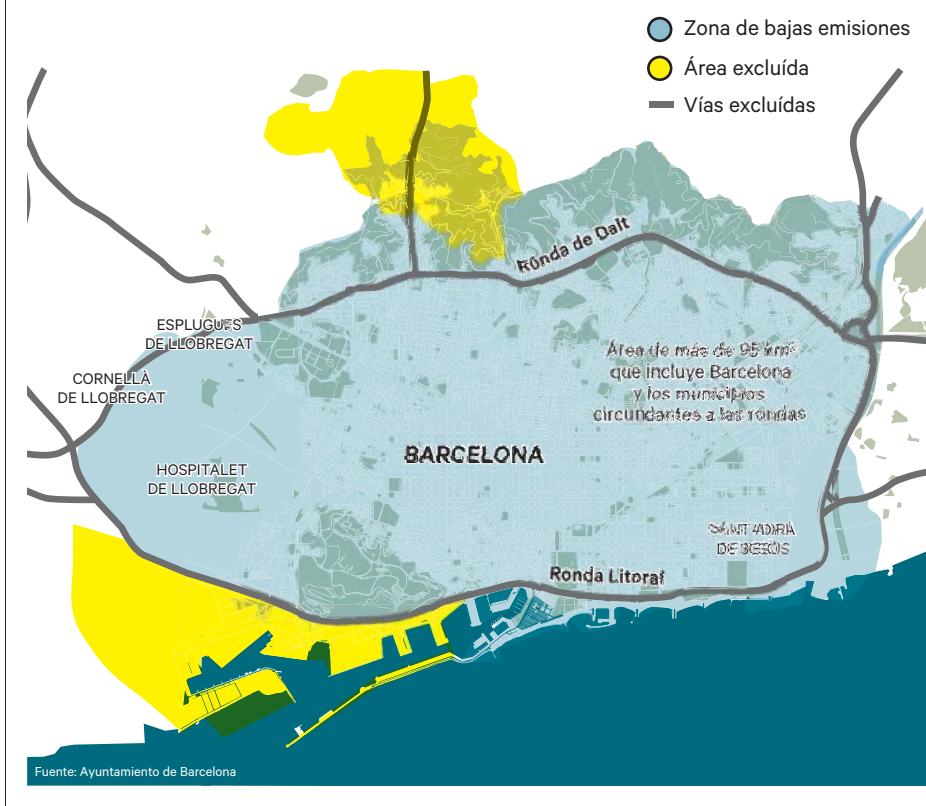 Zona de bajas emisiones
Área excluída
Vías excluídas
Ronda de Dalt
ESPLUGUES
DE LLOBREGAT
Área de más de 95 km²
que incluye Barcelona
y los municipios
circundantes a las rondas
CORNELLÀ
DE LLOBREGAT
BARCELONA
HOSPITALET
DE LLOBREGAT
SANT ADRIÀ
DE BESÒS
Ronda Litoral
Fuente: Ayuntamiento de Barcelona